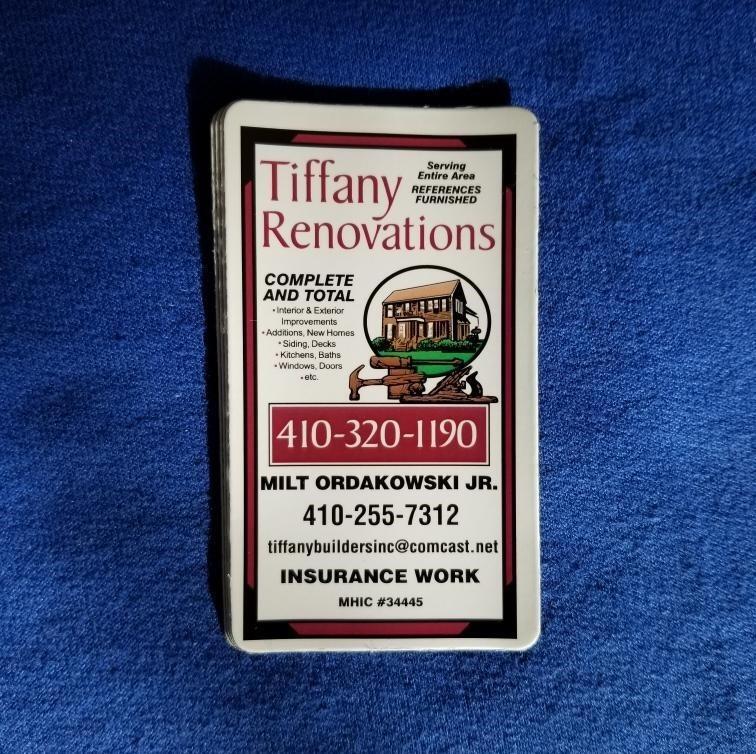 Tiffany
Renovations
Serving
Entire Area
REFERENCES
FURNISHED
COMPLETE
AND TOTAL
• Interior & Exterior
Improvements
• Additions, New Homes
• Siding, Decks
• Kitchens, Baths
• Windows, Doors
• etc.
410-320-1190
MILT ORDAKOWSKI JR.
410-255-7312
tiffanybuildersinc@comcast.net
INSURANCE WORK
MHIC #34445